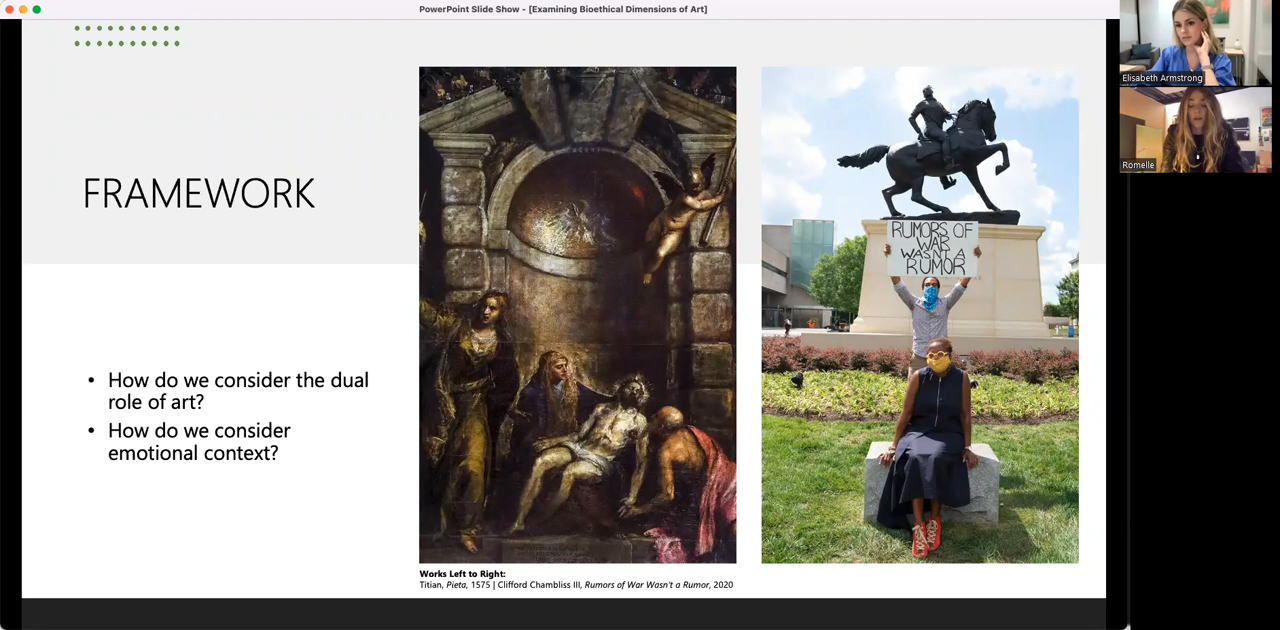 PowerPoint Slide Show - [Examining Bioethical Dimensions of Art]
FRAMEWORK
• How do we consider the dual
role of art?
• How do we consider
emotional context?
RUMORS OF
WAR
WASN'T A
RUMOR
Works Left to Right:
Titian, Pieta, 1575 | Clifford Chambliss III, Rumors of War Wasn't a Rumor, 2020
Elisabeth Armstrong
Romelle